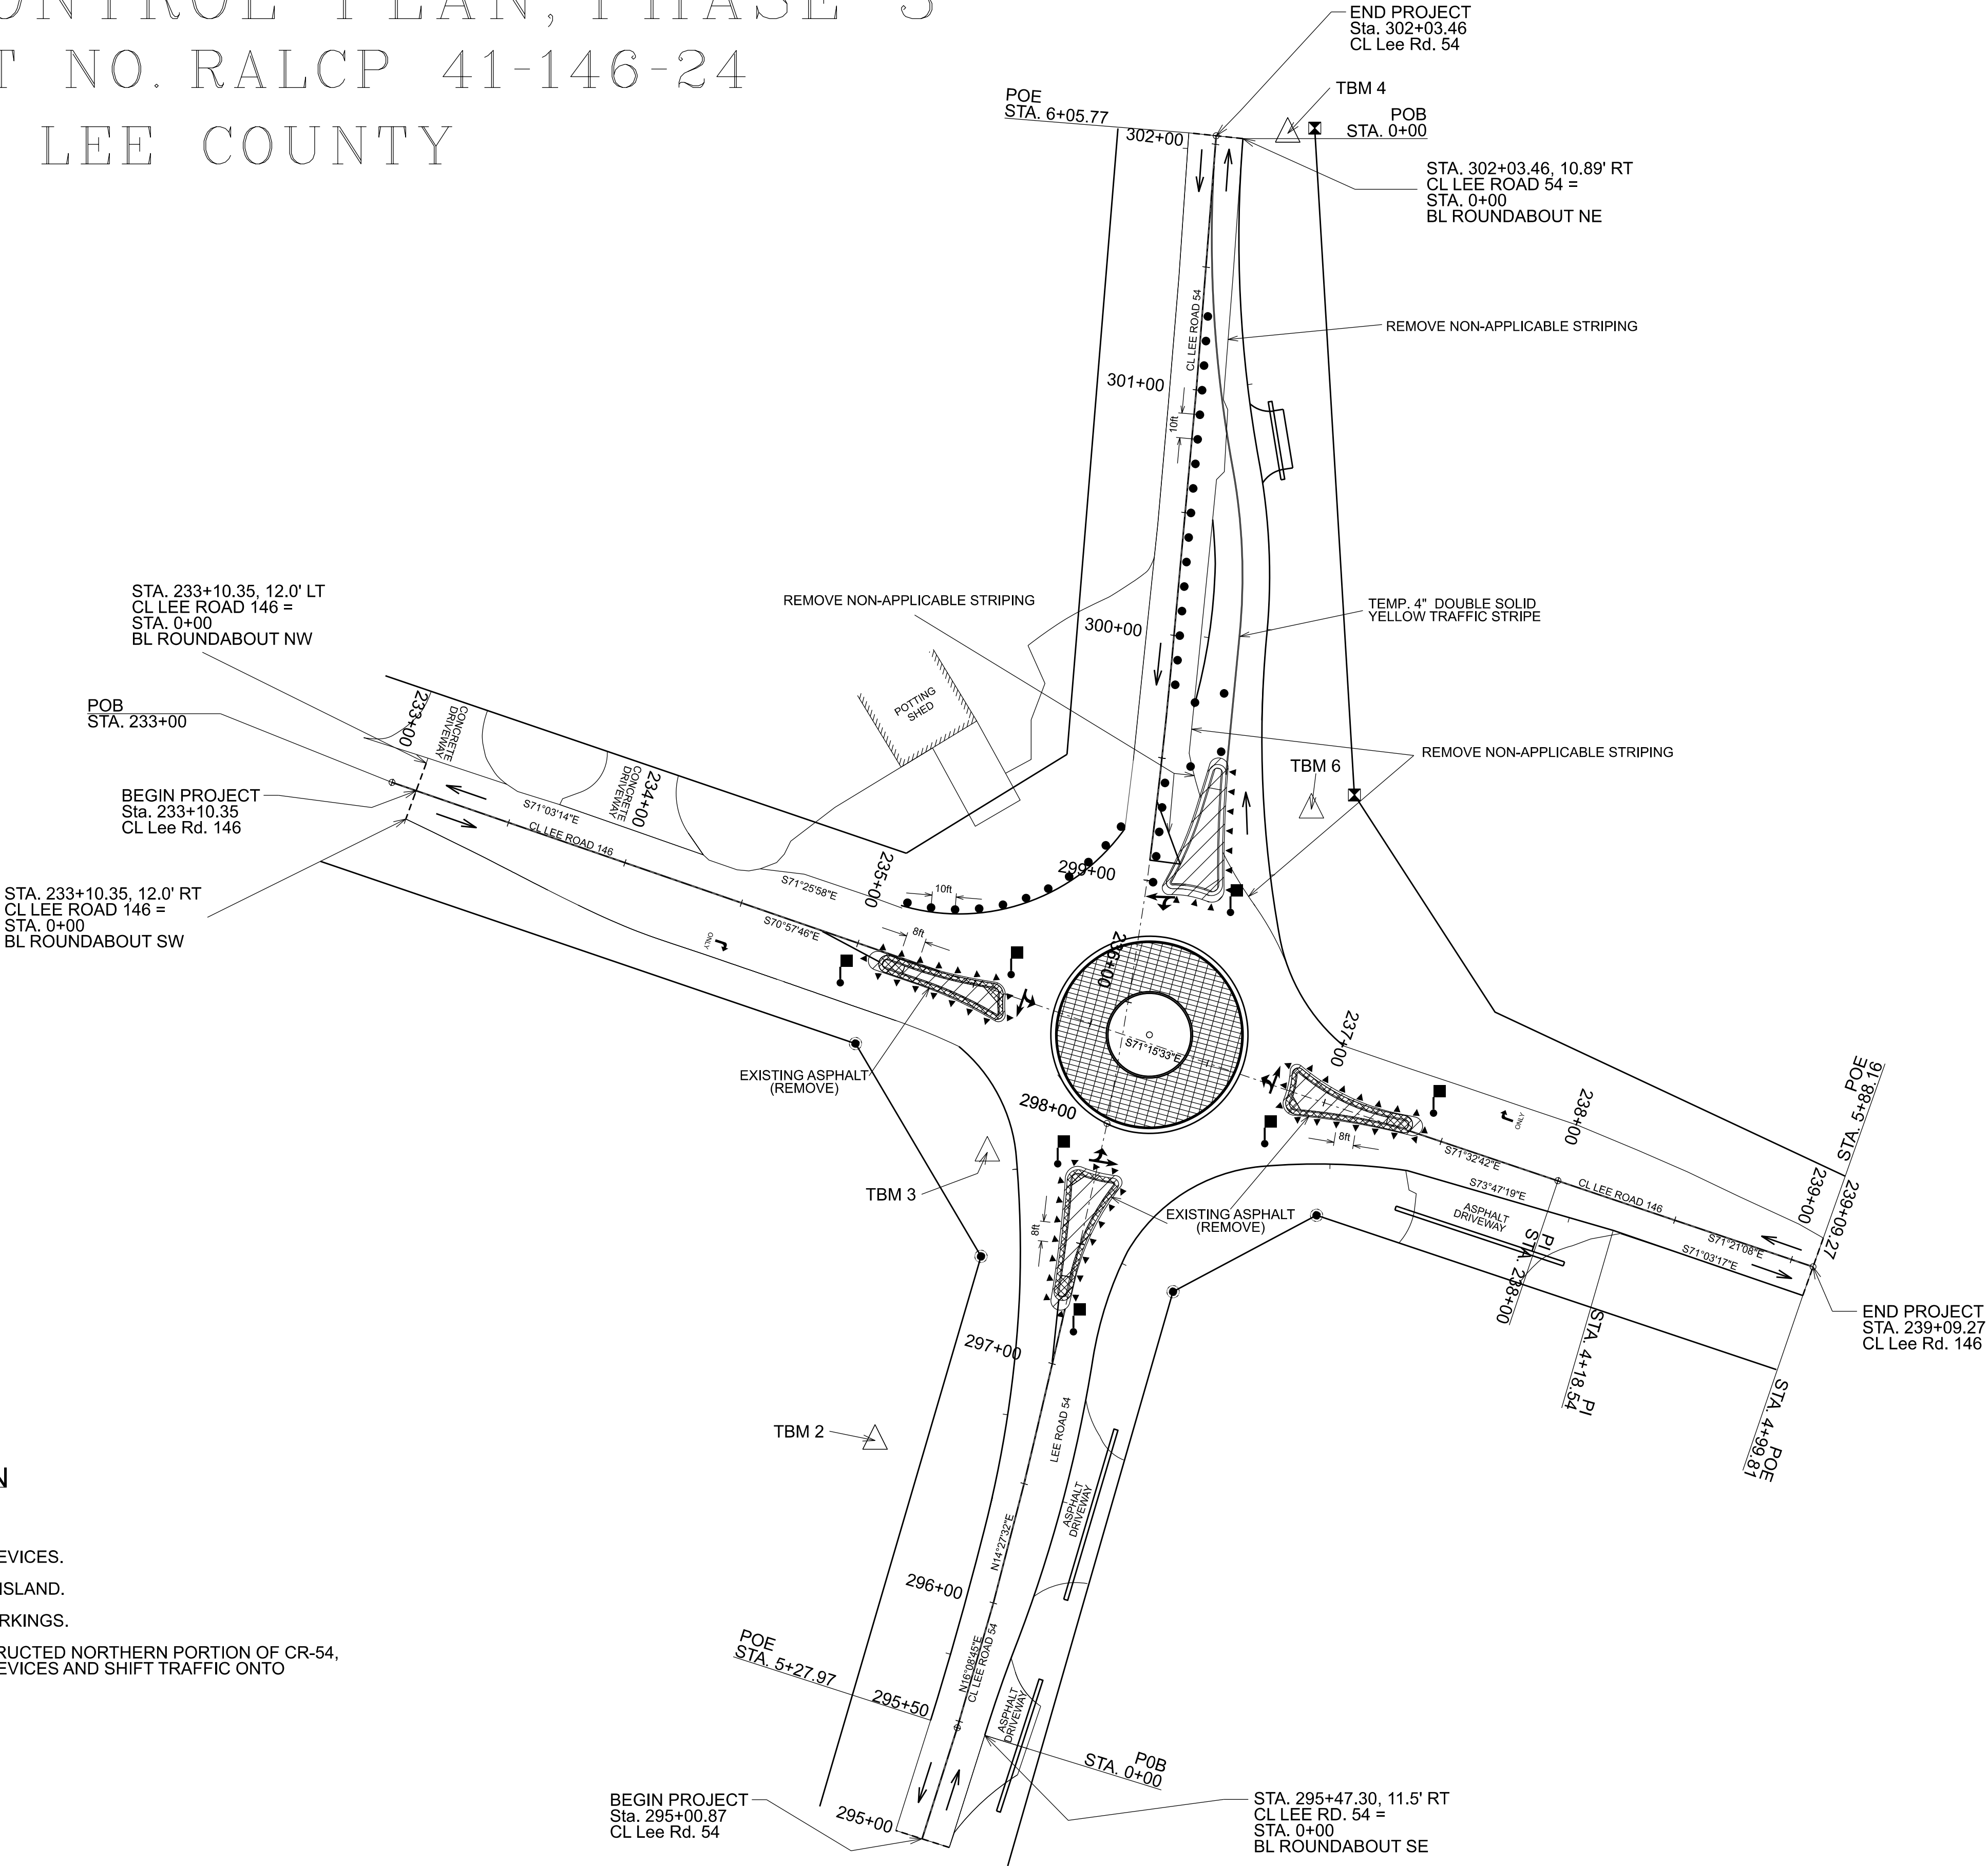 ONTROL PLAN, PHASE 3
T NO. RALCP 41-146-24
LEE COUNTY
END PROJECT
Sta. 302+03.46
CL Lee Rd. 54
TBM 4
POE
STA. 6+05.77
POB
STA. 0+00
302+00
STA. 302+03.46, 10.89' RT
CL LEE ROAD 54 =
STA. 0+00
BL ROUNDABOUT NE
CL LEE ROAD 54
REMOVE NON-APPLICABLE STRIPING
301+00
10ft
STA. 233+10.35, 12.0' LT
CL LEE ROAD 146 =
STA. 0+00
BL ROUNDABOUT NW
REMOVE NON-APPLICABLE STRIPING
TEMP. 4" DOUBLE SOLID
YELLOW TRAFFIC STRIPE
300+00
POTTING
SHED
POB
STA. 233+00
233+00
CONCRETE
DRIVEWAY
234+00
CONCRETE
DRIVEWAY
REMOVE NON-APPLICABLE STRIPING
TBM 6
BEGIN PROJECT
Sta. 233+10.35
CL Lee Rd. 146
S71°03'14"E
CL LEE ROAD 146
STA. 233+10.35, 12.0' RT
CL LEE ROAD 146 =
STA. 0+00
BL ROUNDABOUT SW
S71°25'58"E
235+00
10ft
299+00
S70°57'46"E
8ft
ONLY
236+00
S71°15'33"E
237+00
EXISTING ASPHALT
(REMOVE)
298+00
8ft
ONLY
238+00
POE
STA. 5+88.16
S71°32'42"E
TBM 3
S73°47'19"E
CL LEE ROAD 146
239+00
239+09.27
EXISTING ASPHALT
(REMOVE)
8ft
ASPHALT
DRIVEWAY
PI
STA. 238+00
S71°21'08"E
S71°03'17"E
END PROJECT
STA. 239+09.27
CL Lee Rd. 146
297+00
PI
STA. 4+18.54
POE
STA. 4+99.81
LEE ROAD 54
TBM 2
N
ASPHALT
DRIVEWAY
N14°27'32"E
EVICES.
ISLAND.
RKINGS.
RUCTED NORTHERN PORTION OF CR-54,
EVICES AND SHIFT TRAFFIC ONTO
296+00
POE
STA. 5+27.97
N16°08'45"E
CL LEE ROAD 54
295+50
ASPHALT
DRIVEWAY
P0B
STA. 0+00
BEGIN PROJECT
Sta. 295+00.87
CL Lee Rd. 54
295+00
STA. 295+47.30, 11.5' RT
CL LEE RD. 54 =
STA. 0+00
BL ROUNDABOUT SE